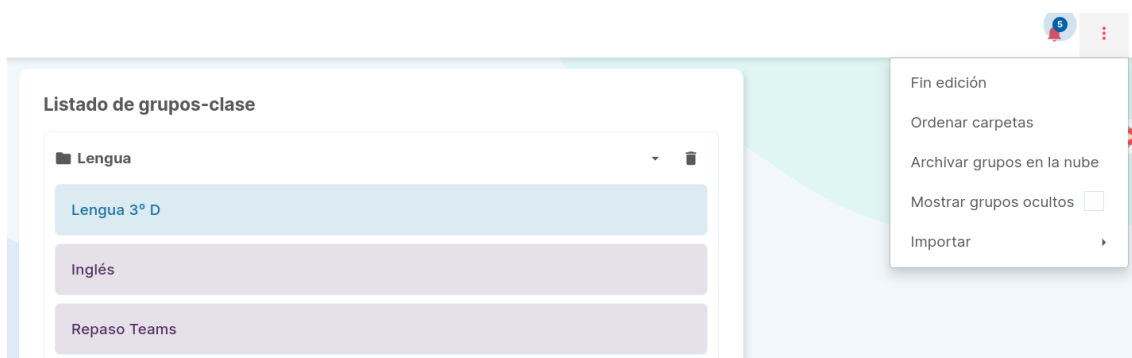 5
Listado de grupos-clase
Lengua
Lengua 3º D
Inglés
Repaso Teams
Fin edición
Ordenar carpetas
Archivar grupos en la nube
Mostrar grupos ocultos
Importar